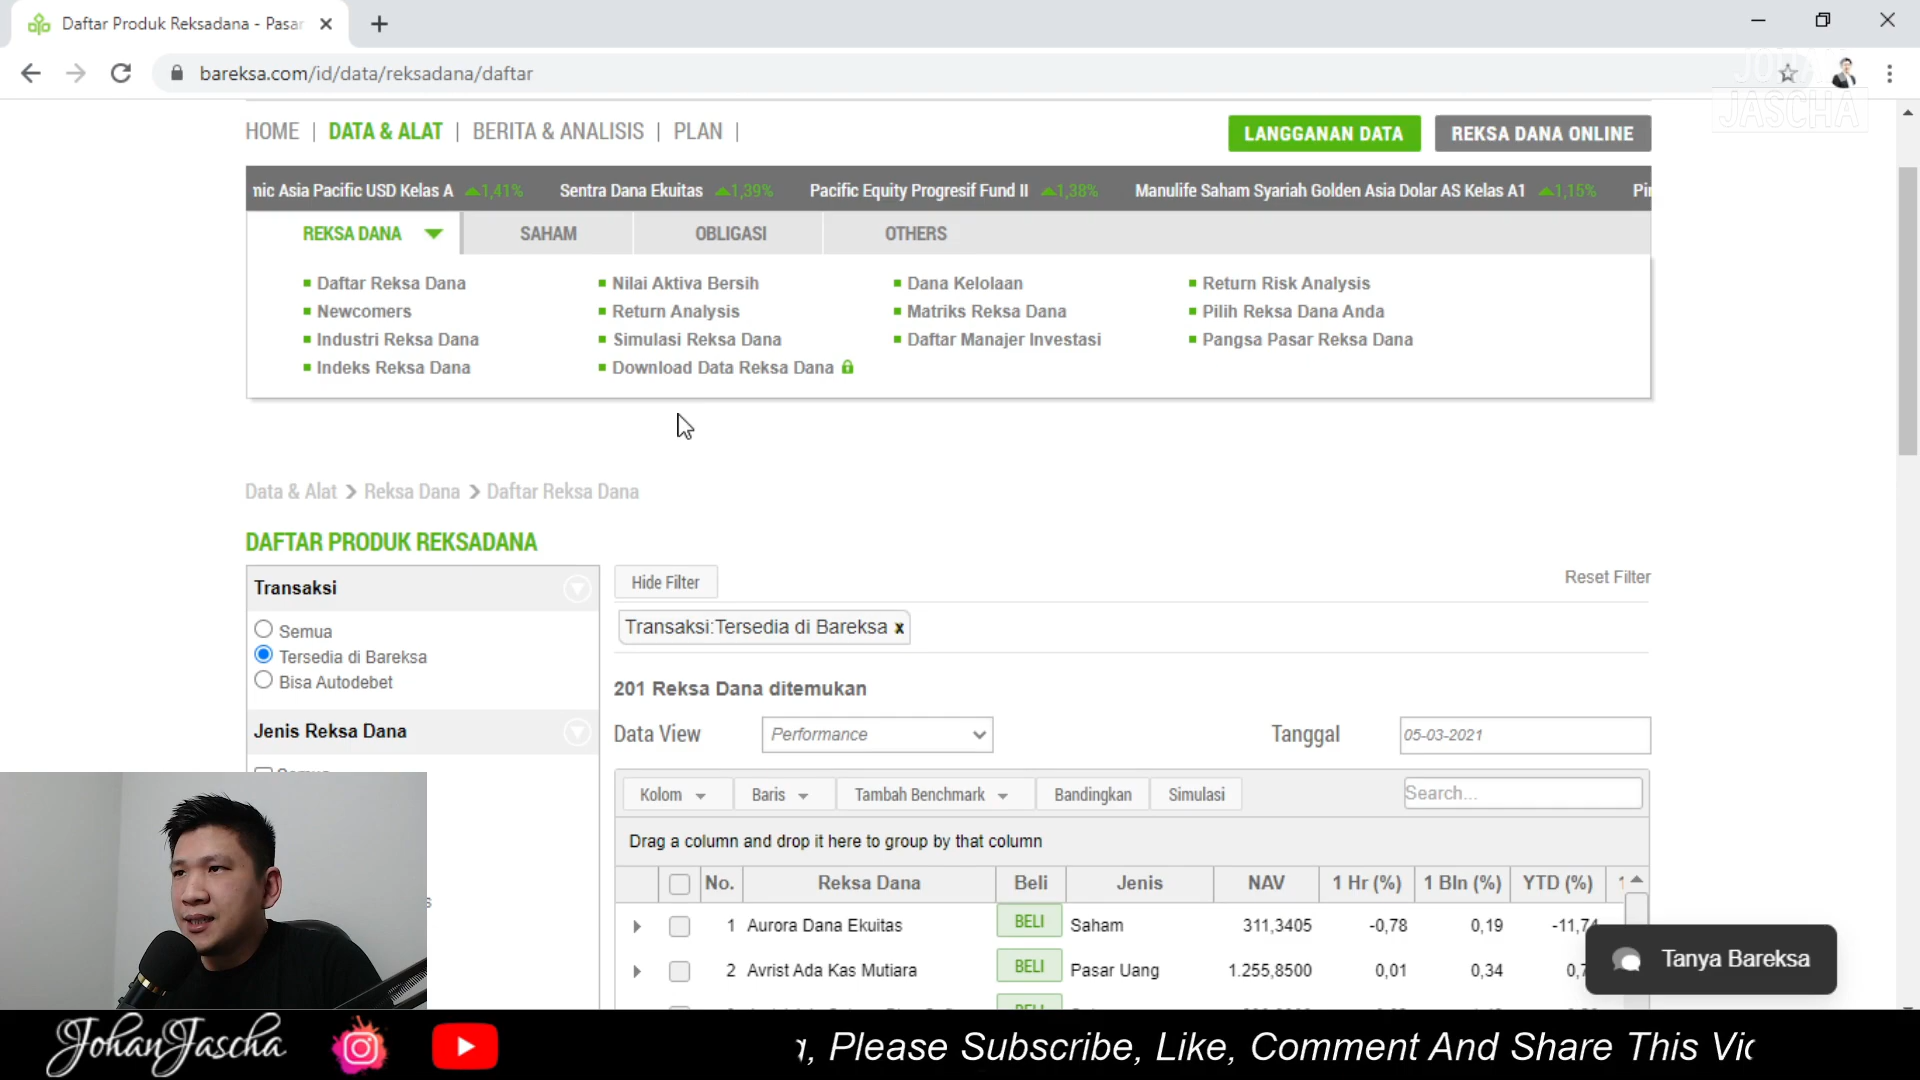 Daftar Produk Reksadana - Pasar
bareksa.com/id/data/reksadana/daftar
JOHAN
JASCHA
HOME | DATA & ALAT | BERITA & ANALISIS | PLAN |
LANGGANAN DATA
REKSA DANA ONLINE
nic Asia Pacific USD Kelas A 1,41% Sentra Dana Ekuitas 1,39% Pacific Equity Progresif Fund II 1,38% Manulife Saham Syariah Golden Asia Dolar AS Kelas A1 1,15%
REKSA DANA SAHAM OBLIGASI OTHERS
Daftar Reksa Dana Nilai Aktiva Bersih Dana Kelolaan Return Risk Analysis
Newcomers Return Analysis Matriks Reksa Dana Pilih Reksa Dana Anda
Industri Reksa Dana Simulasi Reksa Dana Daftar Manajer Investasi Pangsa Pasar Reksa Dana
Indeks Reksa Dana Download Data Reksa Dana
Data & Alat > Reksa Dana > Daftar Reksa Dana
DAFTAR PRODUK REKSADANA
Transaksi
Semua
Tersedia di Bareksa
Bisa Autodebet
Jenis Reksa Dana
Hide Filter
Reset Filter
Transaksi:Tersedia di Bareksa x
201 Reksa Dana ditemukan
Data View Performance Tanggal 05-03-2021
Kolom Baris Tambah Benchmark Bandingkan Simulasi Search...
Drag a column and drop it here to group by that column
No. Reksa Dana Beli Jenis NAV 1 Hr (%) 1 Bln (%) YTD (%)
1 Aurora Dana Ekuitas BELI Saham 311,3405 -0,78 0,19 -11,74
2 Avrist Ada Kas Mutiara BELI Pasar Uang 1.255,8500 0,01 0,34 0,7
Tanya Bareksa
JohanJascha
, Please Subscribe, Like, Comment And Share This Vic